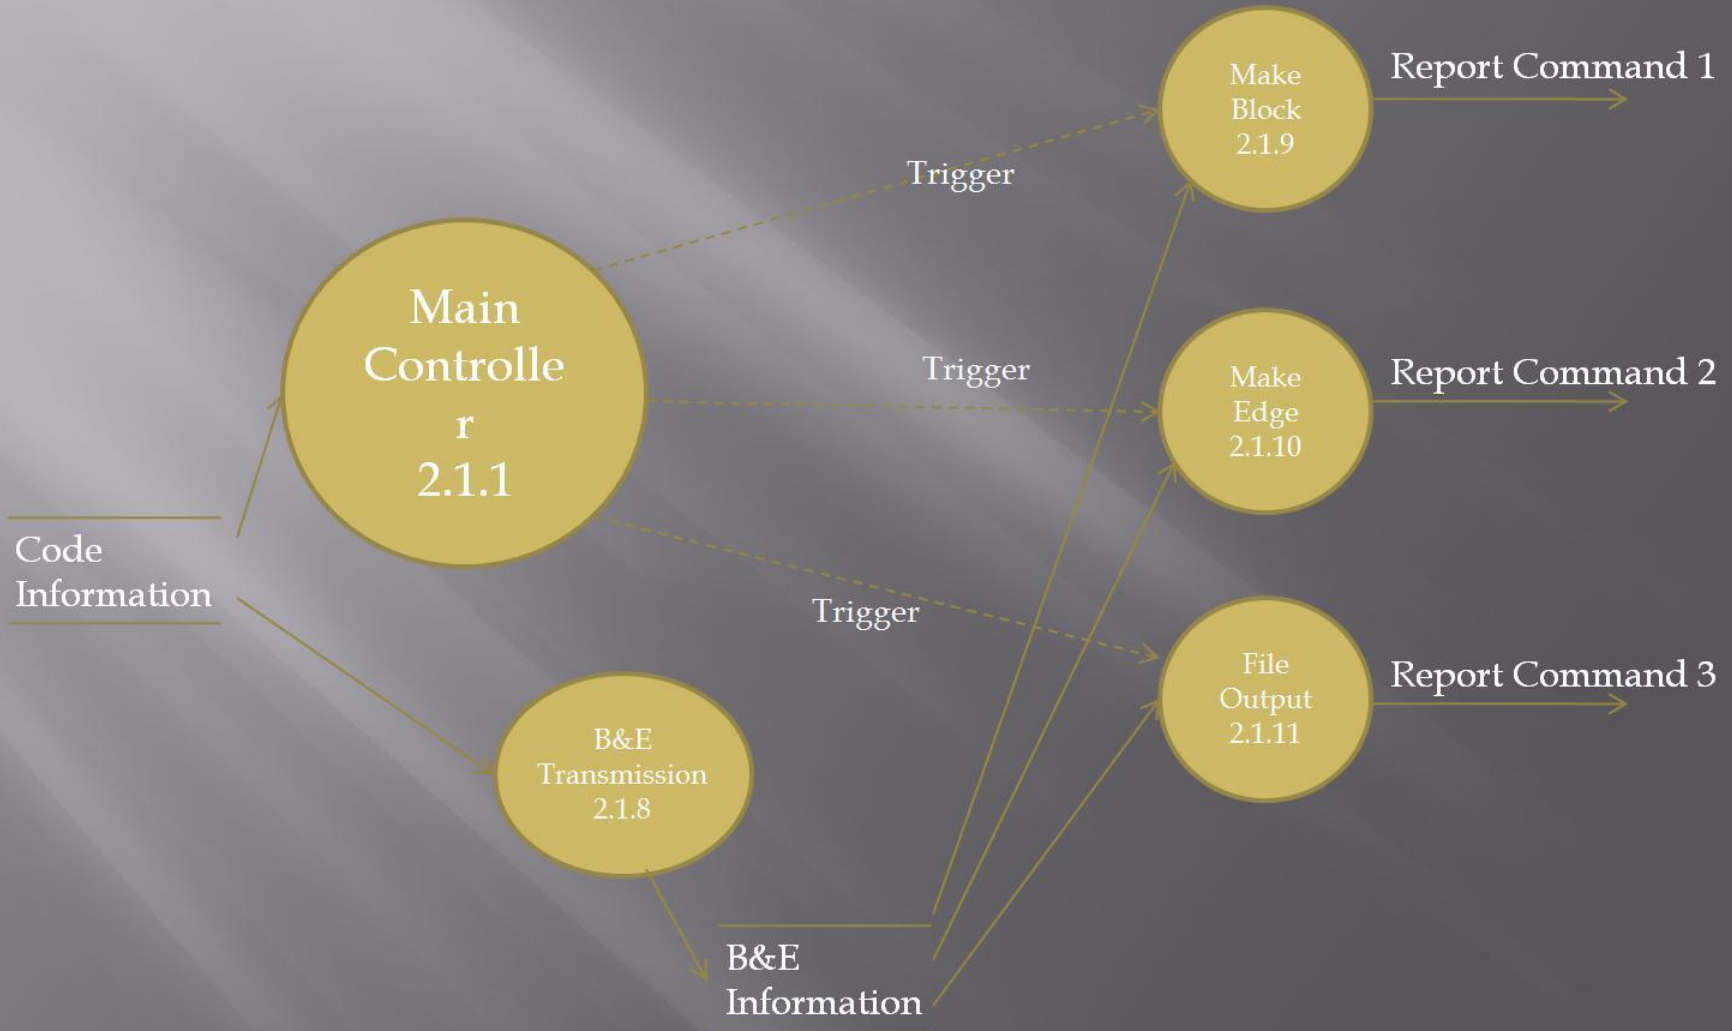 Make
Block
2.1.9
Report Command 1
Trigger
Main
Controlle
r
2.1.1
Trigger
Make
Edge
2.1.10
Report Command 2
Code
Information
Trigger
File
Output
2.1.11
Report Command 3
B&E
Transmission
2.1.8
B&E
Information